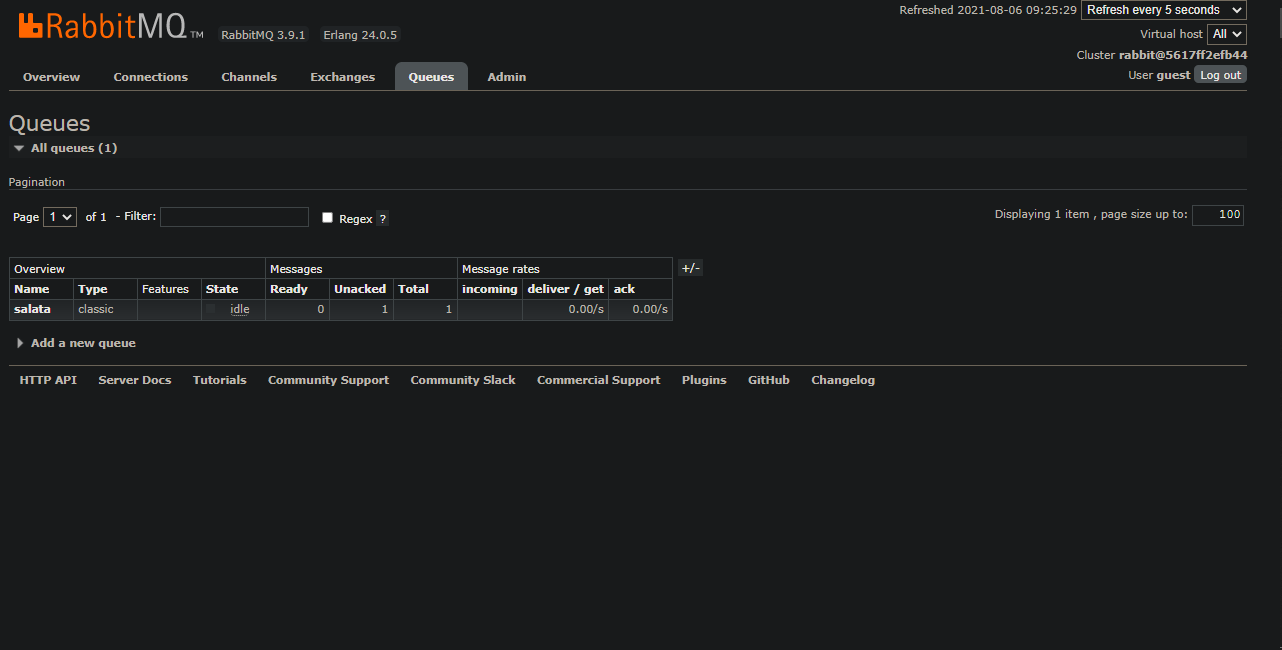 RabbitMQ TM RabbitMQ 3.9.1 Erlang 24.0.5
Refreshed 2021-08-06 09:25:29 Refresh every 5 seconds
Virtual host All
Cluster rabbit@5617ff2efb44
User guest Log out
Overview Connections Channels Exchanges Queues Admin
Queues
All queues (1)
Pagination
Page 1 of 1 - Filter: Regex ? Displaying 1 item , page size up to: 100
Overview Messages Message rates +/-
Name Type Features State Ready Unacked Total incoming deliver / get ack
salata classic idle 0 1 1 0.00/s 0.00/s
Add a new queue
HTTP API Server Docs Tutorials Community Support Community Slack Commercial Support Plugins GitHub Changelog